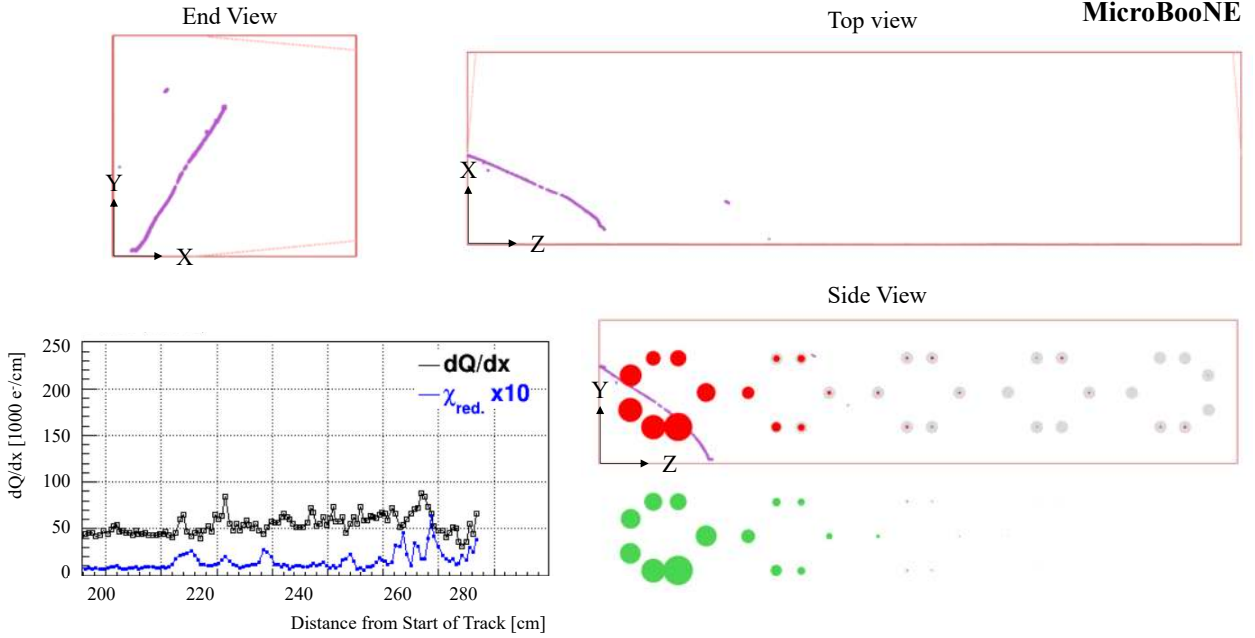 End View
Top view
MicroBooNE
Y
X
X
Z
Side View
Y
Z
dQ/dx [1000 e-/cm]
250
200
150
100
50
0
dQ/dx
χred. x10
200
220
240
260
280
Distance from Start of Track [cm]